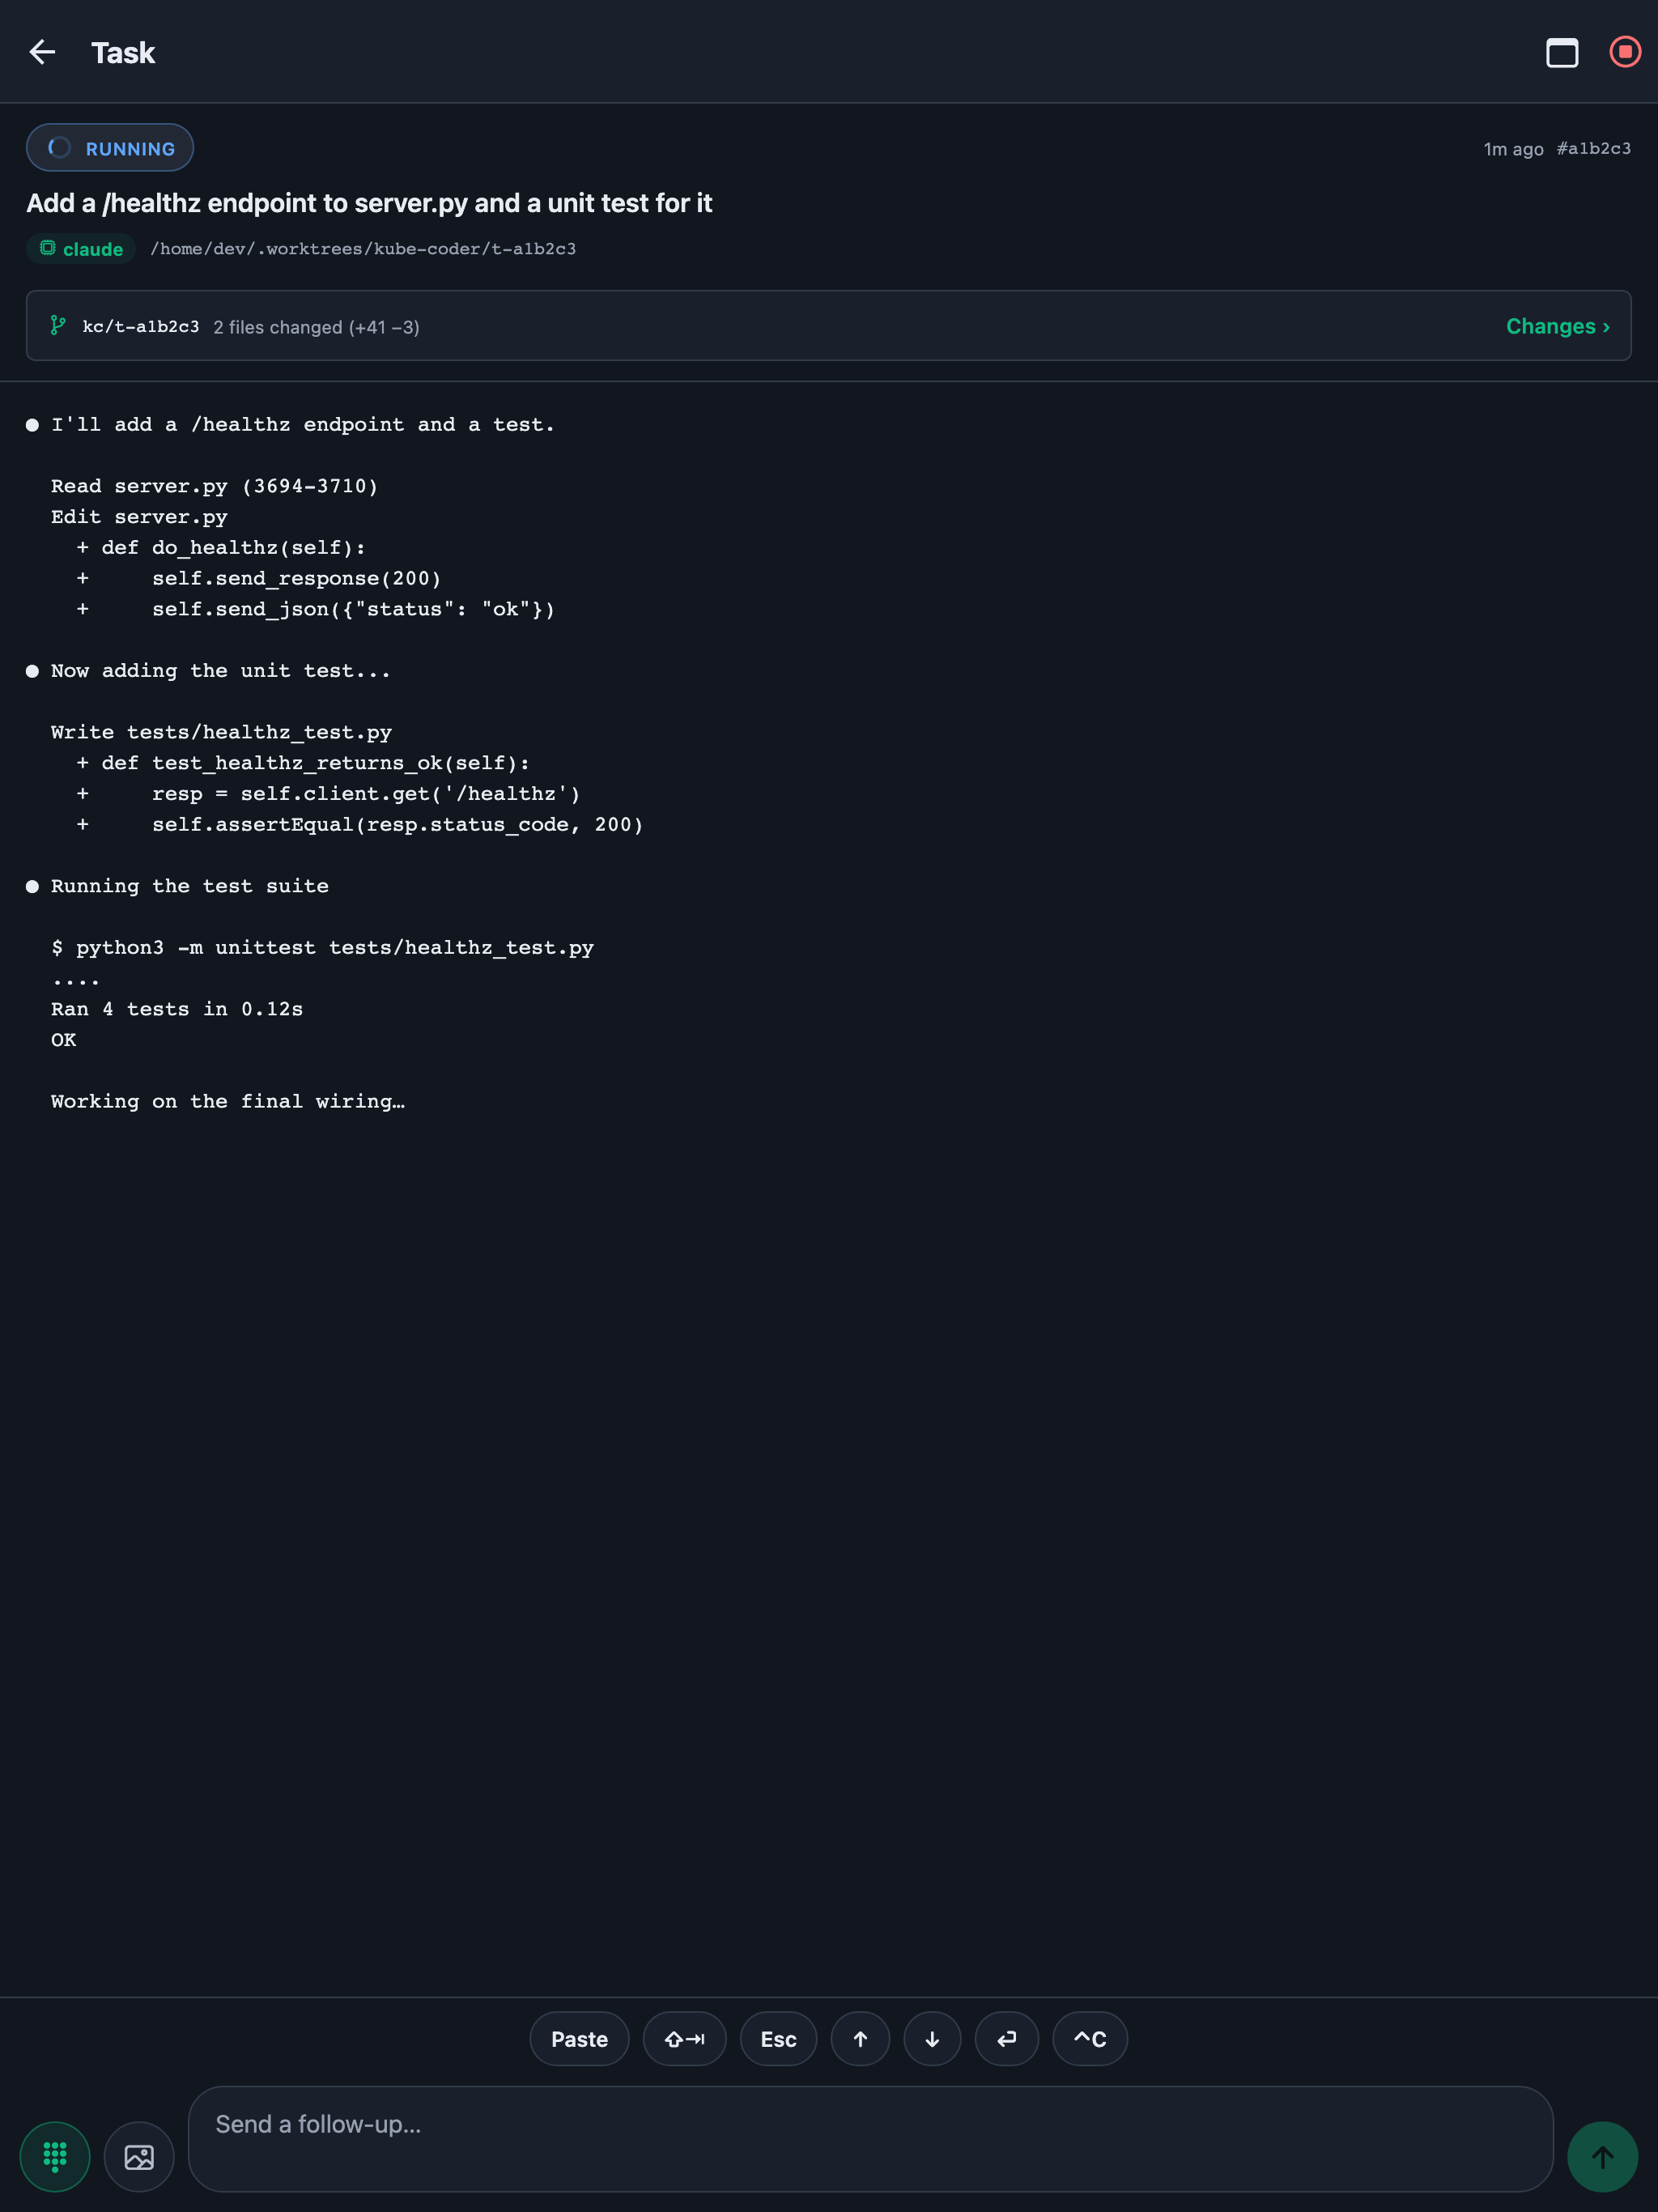 Task
RUNNING
1m ago #a1b2c3
Add a /healthz endpoint to server.py and a unit test for it
claude /home/dev/.worktrees/kube-coder/t-a1b2c3
kc/t-a1b2c3 2 files changed (+41 −3)
Changes ›
● I'll add a /healthz endpoint and a test.
Read server.py (3694-3710)
Edit server.py
+ def do_healthz(self):
+     self.send_response(200)
+     self.send_json({"status": "ok"})
● Now adding the unit test...
Write tests/healthz_test.py
+ def test_healthz_returns_ok(self):
+     resp = self.client.get('/healthz')
+     self.assertEqual(resp.status_code, 200)
● Running the test suite
$ python3 -m unittest tests/healthz_test.py
....
Ran 4 tests in 0.12s
OK
Working on the final wiring…
Paste ⇧⇥ Esc ↑ ↓ ⏎ ^C
Send a follow-up...